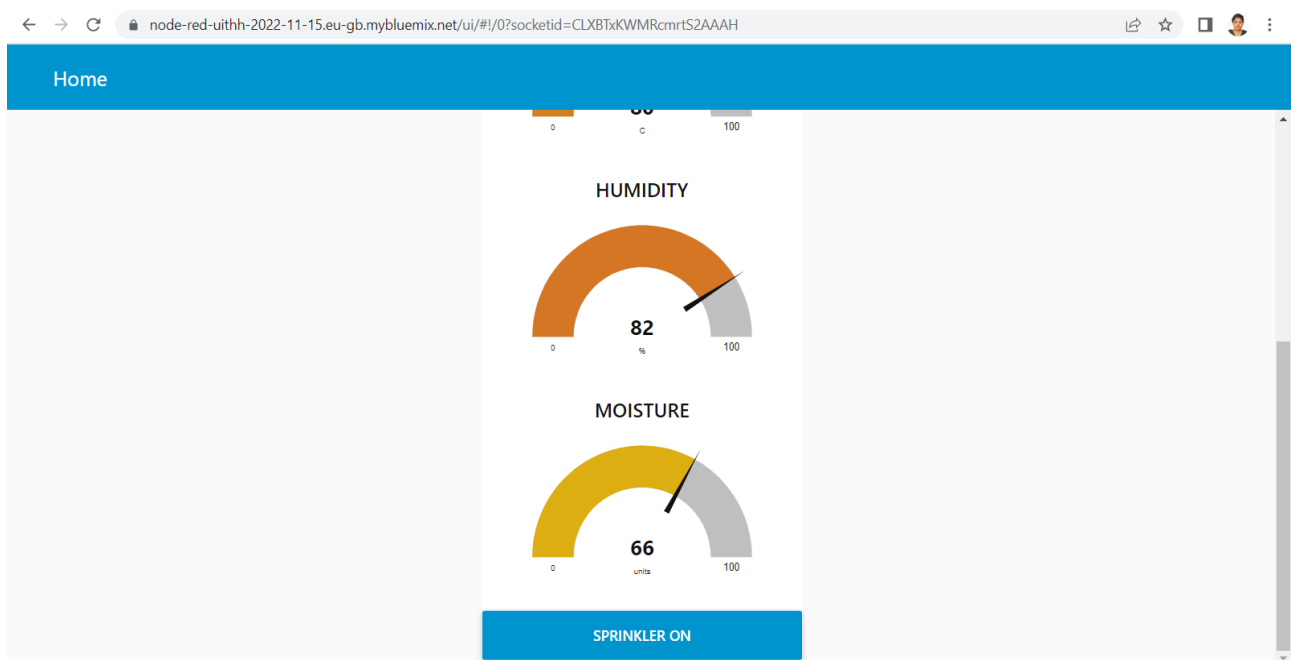 node-red-uithh-2022-11-15.eu-gb.mybluemix.net/ui/#!/0?socketid=CLXBTxKWMRcmrtS2AAAH
Home
0 C 100
HUMIDITY
82
0 % 100
MOISTURE
66
0 units 100
SPRINKLER ON